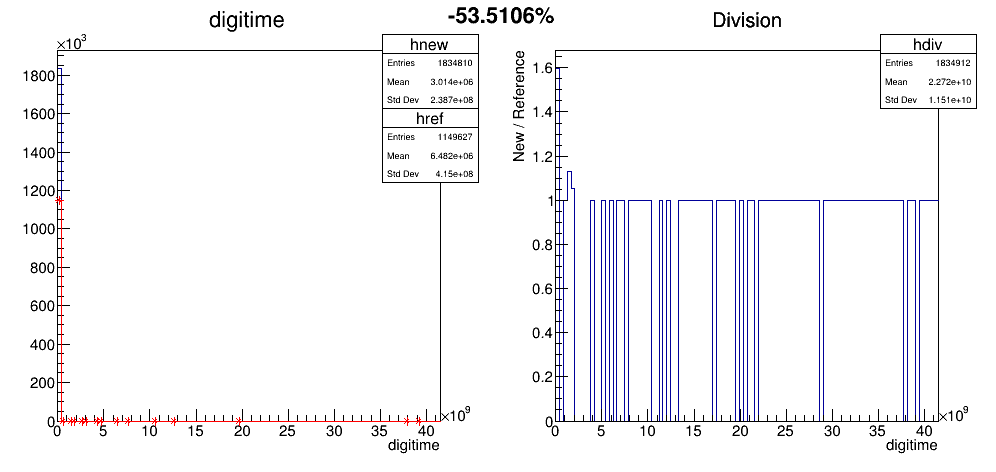 -53.5106%
digitime
×10³
hnew
Entries 1834810
Mean 3.014e+06
Std Dev 2.387e+08
href
Entries 1149627
Mean 6.482e+06
Std Dev 4.15e+08
1800
1600
1400
1200
1000
800
600
400
200
0
0 5 10 15 20 25 30 35 40
×10⁹
digitime
Division
hdiv
Entries 1834912
Mean 2.272e+10
Std Dev 1.151e+10
New / Reference
1.6
1.4
1.2
1
0.8
0.6
0.4
0.2
0
0 5 10 15 20 25 30 35 40
×10⁹
digitime